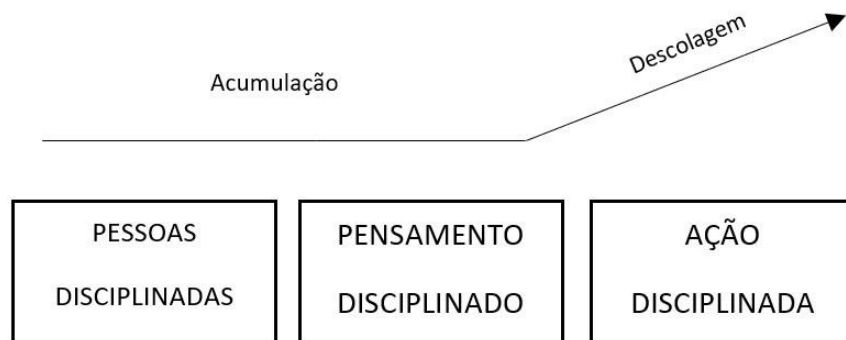 Descolagem
Acumulação
PESSOAS
DISCIPLINADAS
PENSAMENTO
DISCIPLINADO
AÇÃO
DISCIPLINADA